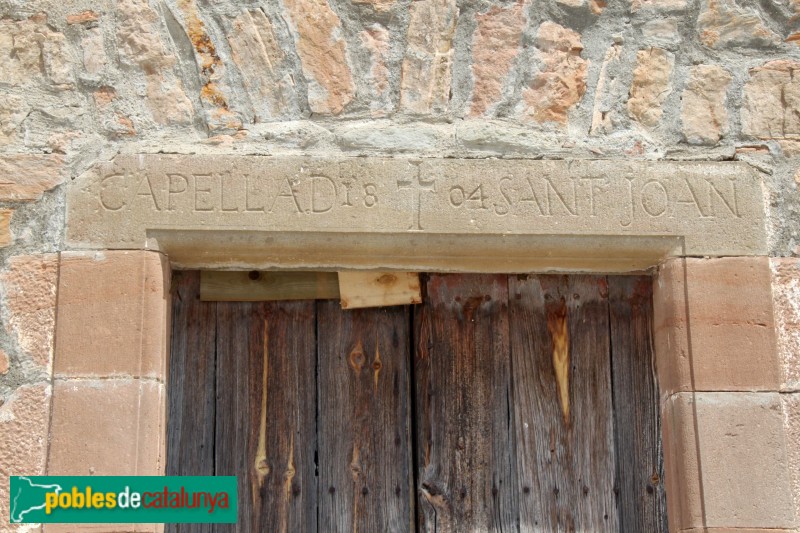 CAPELLA D 18 ✝ 04 SANT JOAN
poblesdecatalunya